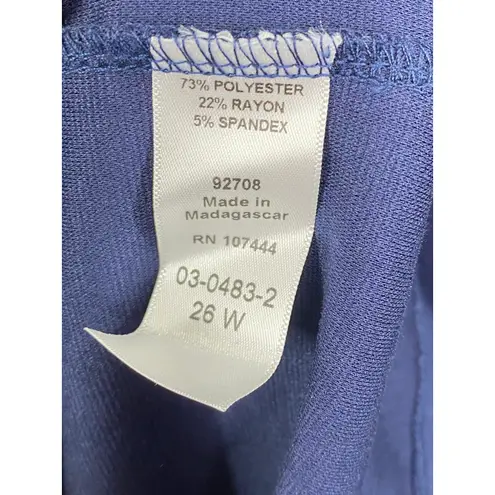 73% POLYESTER
22% RAYON
5% SPANDEX
92708
Made in
Madagascar
RN 107444
03-0483-2
26 W